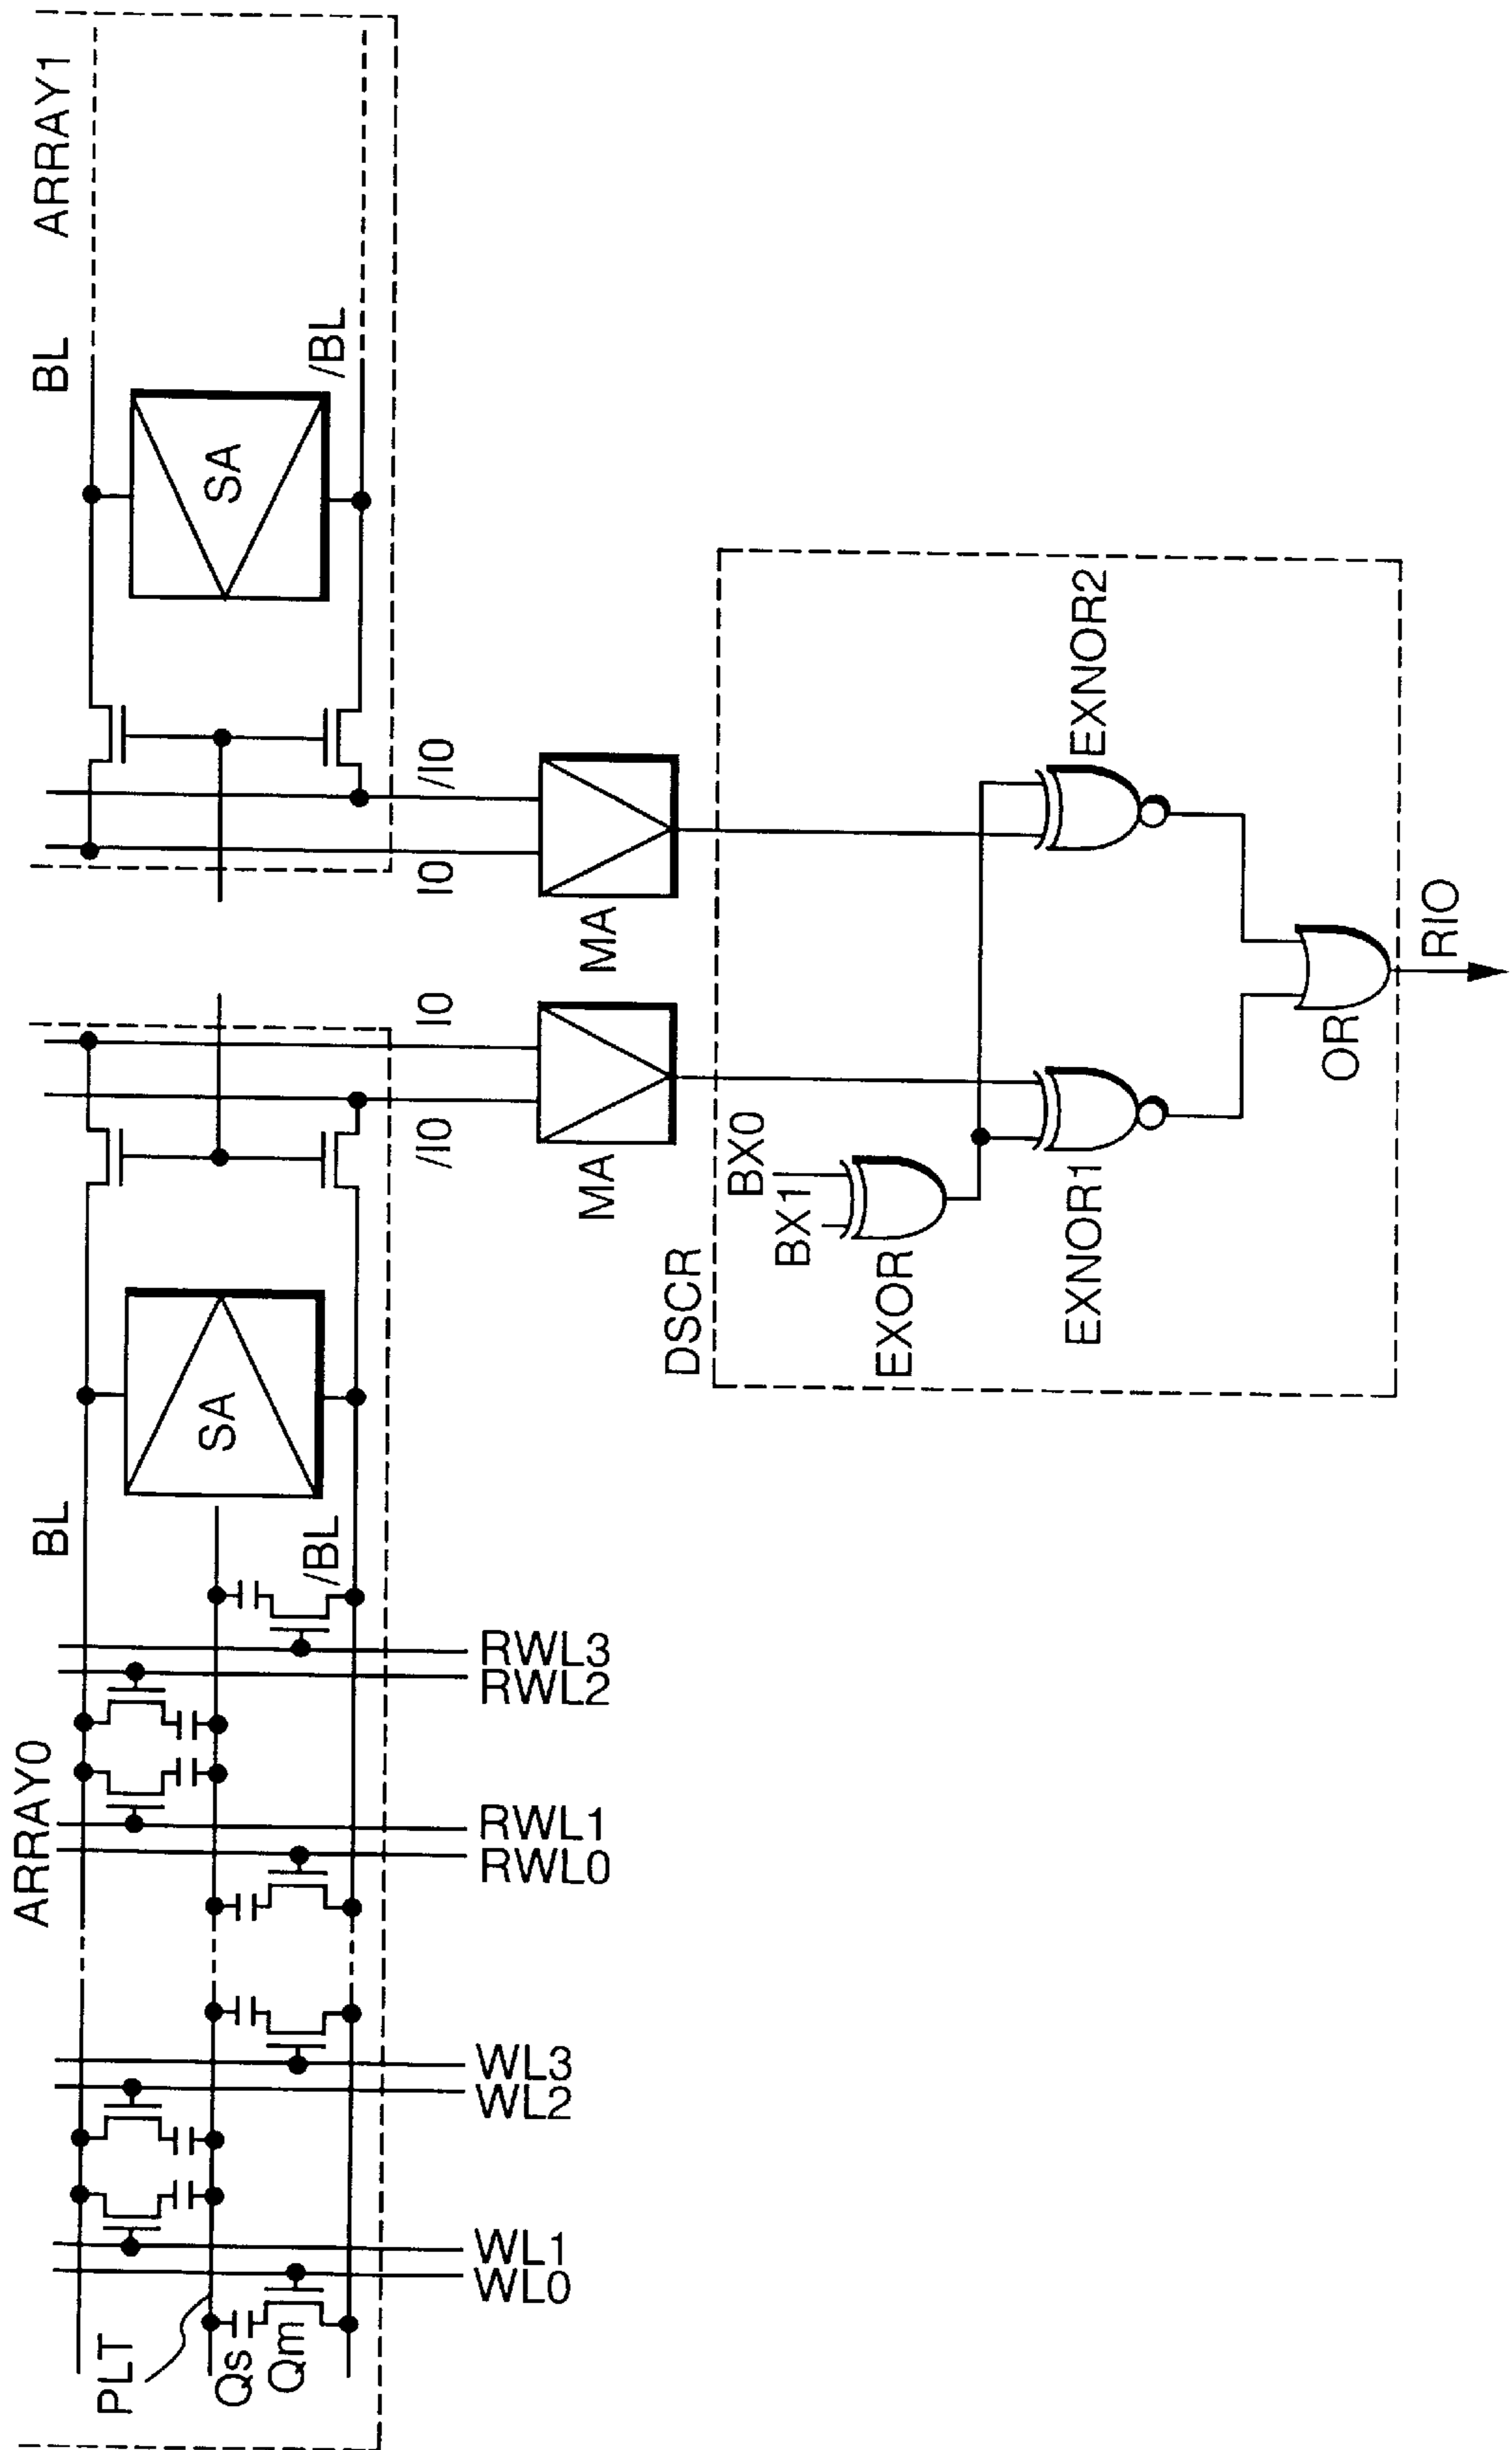 ARRAY0
BL
BL
ARRAY1
PLT
SA
SA
Qs
Qm
/BL
/BL
/IO
IO
IO
/IO
WL0
WL1
WL2
WL3
RWL0
RWL1
RWL2
RWL3
MA
MA
DSCR
BX0
BX1
EXOR
EXNOR1
EXNOR2
OR
RIO